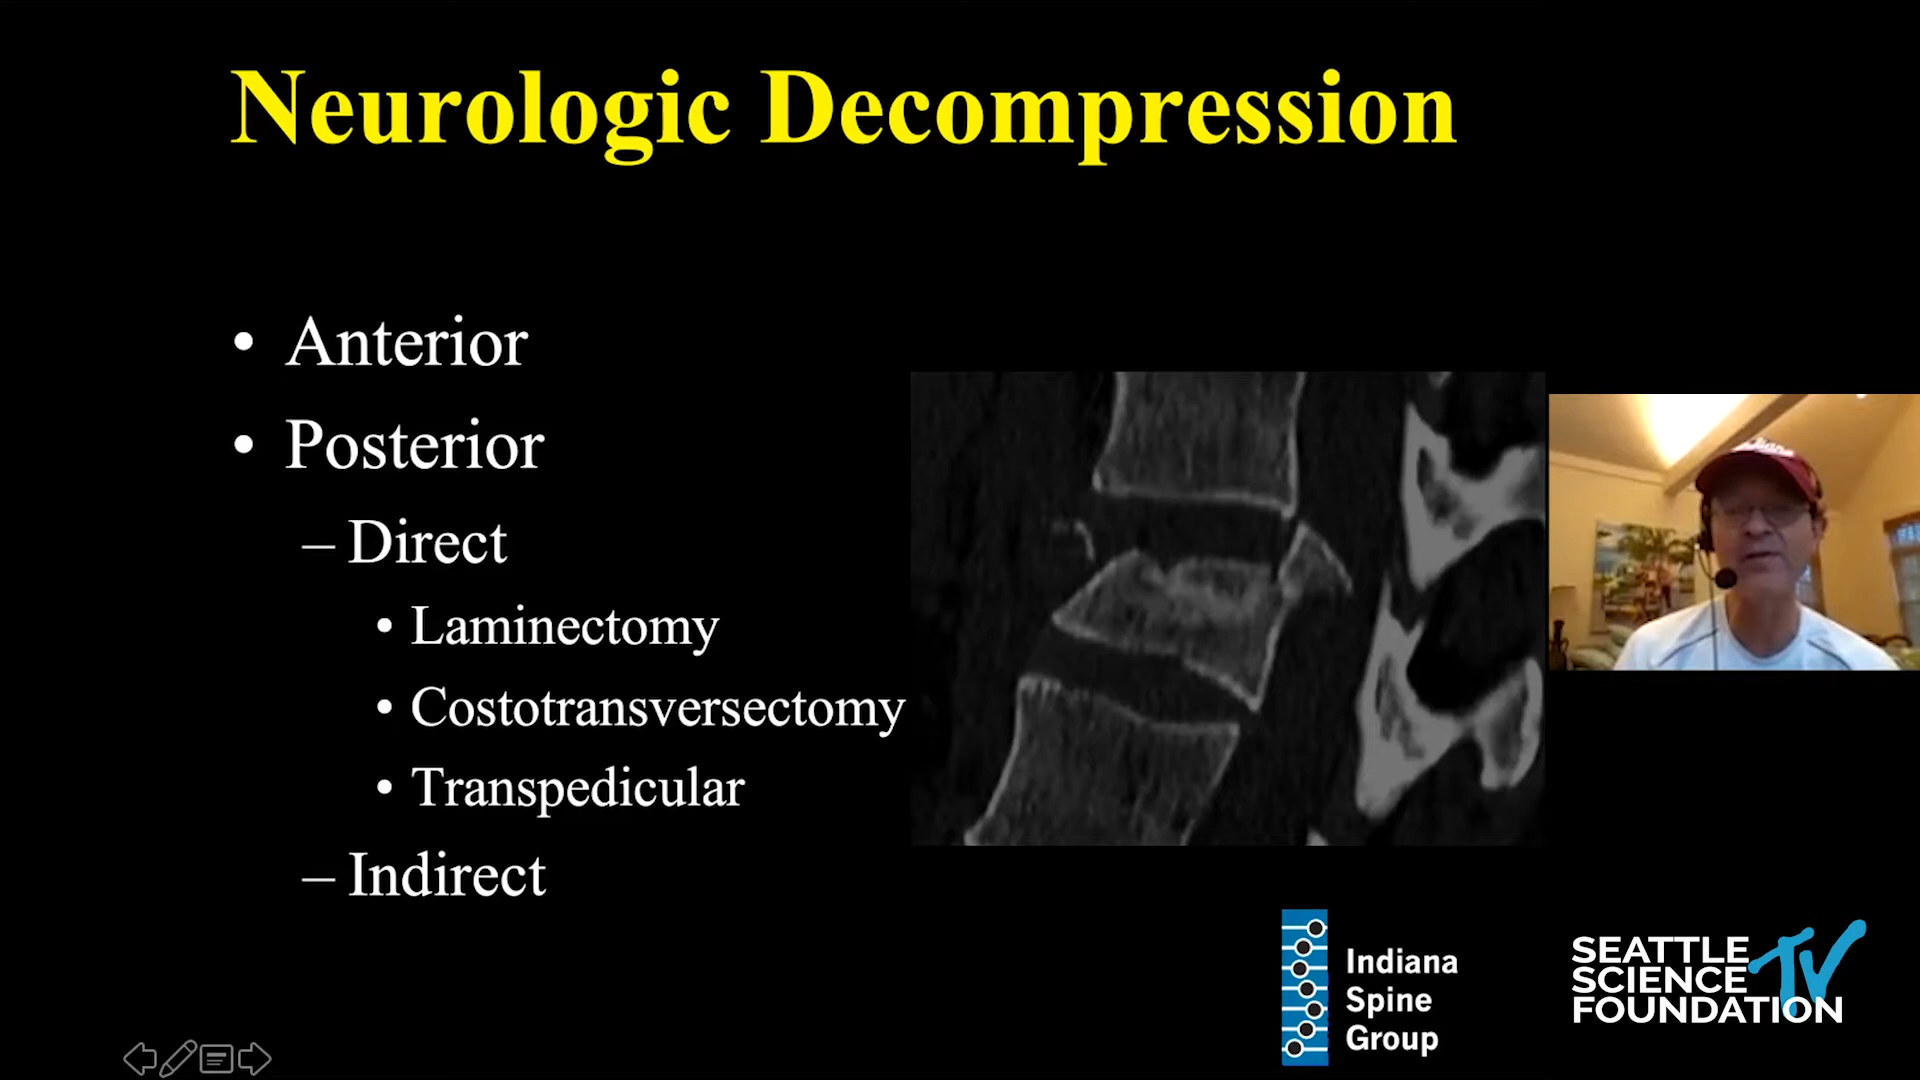 Neurologic Decompression
• Anterior
• Posterior
– Direct
• Laminectomy
• Costotransversectomy
• Transpedicular
– Indirect
Indiana
Spine
Group
SEATTLE
SCIENCE
FOUNDATION
TV